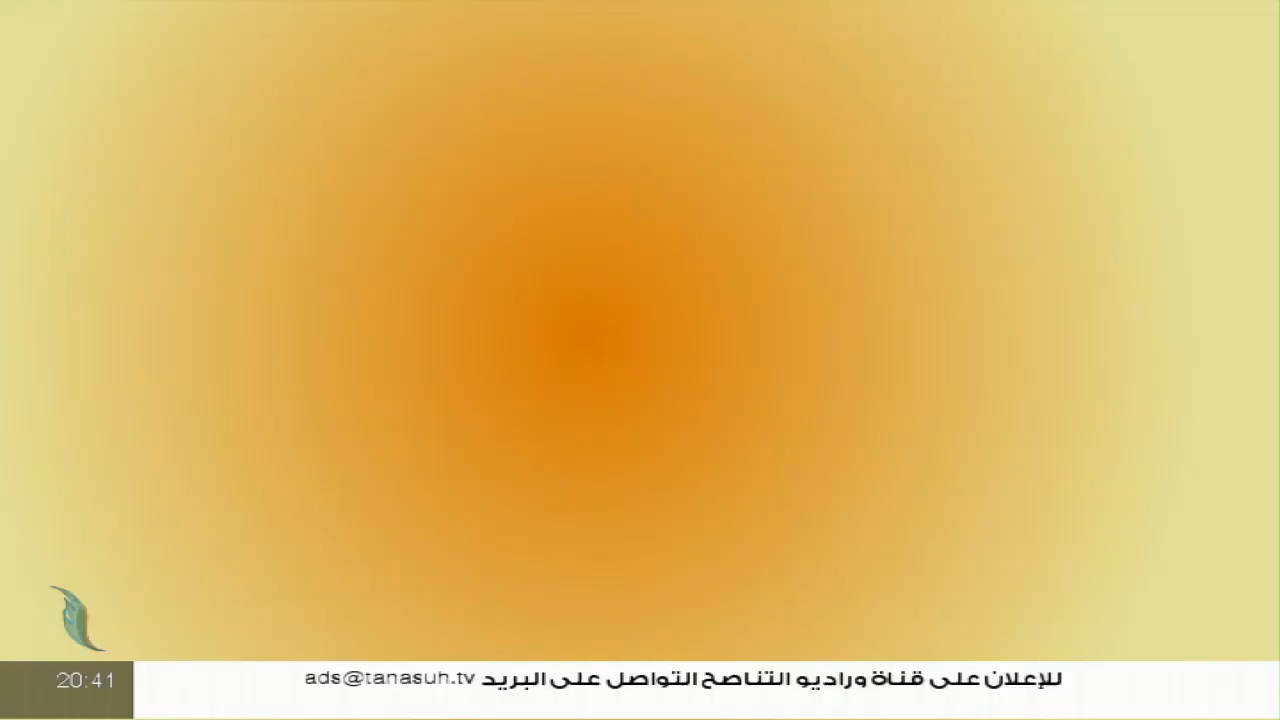 للإعلان على قناة وراديو التناصح التواصل على البريد ads@tanasuh.tv
20:41